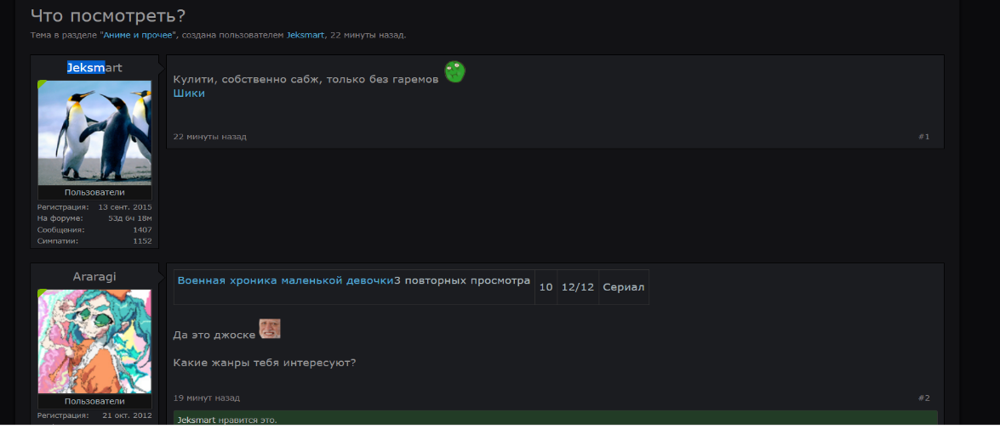 Что посмотреть?
Тема в разделе "Аниме и прочее", создана пользователем Jeksmart, 22 минуты назад.
Jeksmart
Кулити, собственно сабж, только без гаремов
Шики
22 минуты назад #1
Пользователи
Регистрация: 13 сент. 2015
На форуме: 53д 6ч 18м
Сообщения: 1407
Симпатии: 1152
Araragi
Военная хроника маленькой девочки3 повторных просмотра 10 12/12 Сериал
Да это джоске
Какие жанры тебя интересуют?
19 минут назад #2
Пользователи
Регистрация: 21 окт. 2012
Jeksmart нравится это.